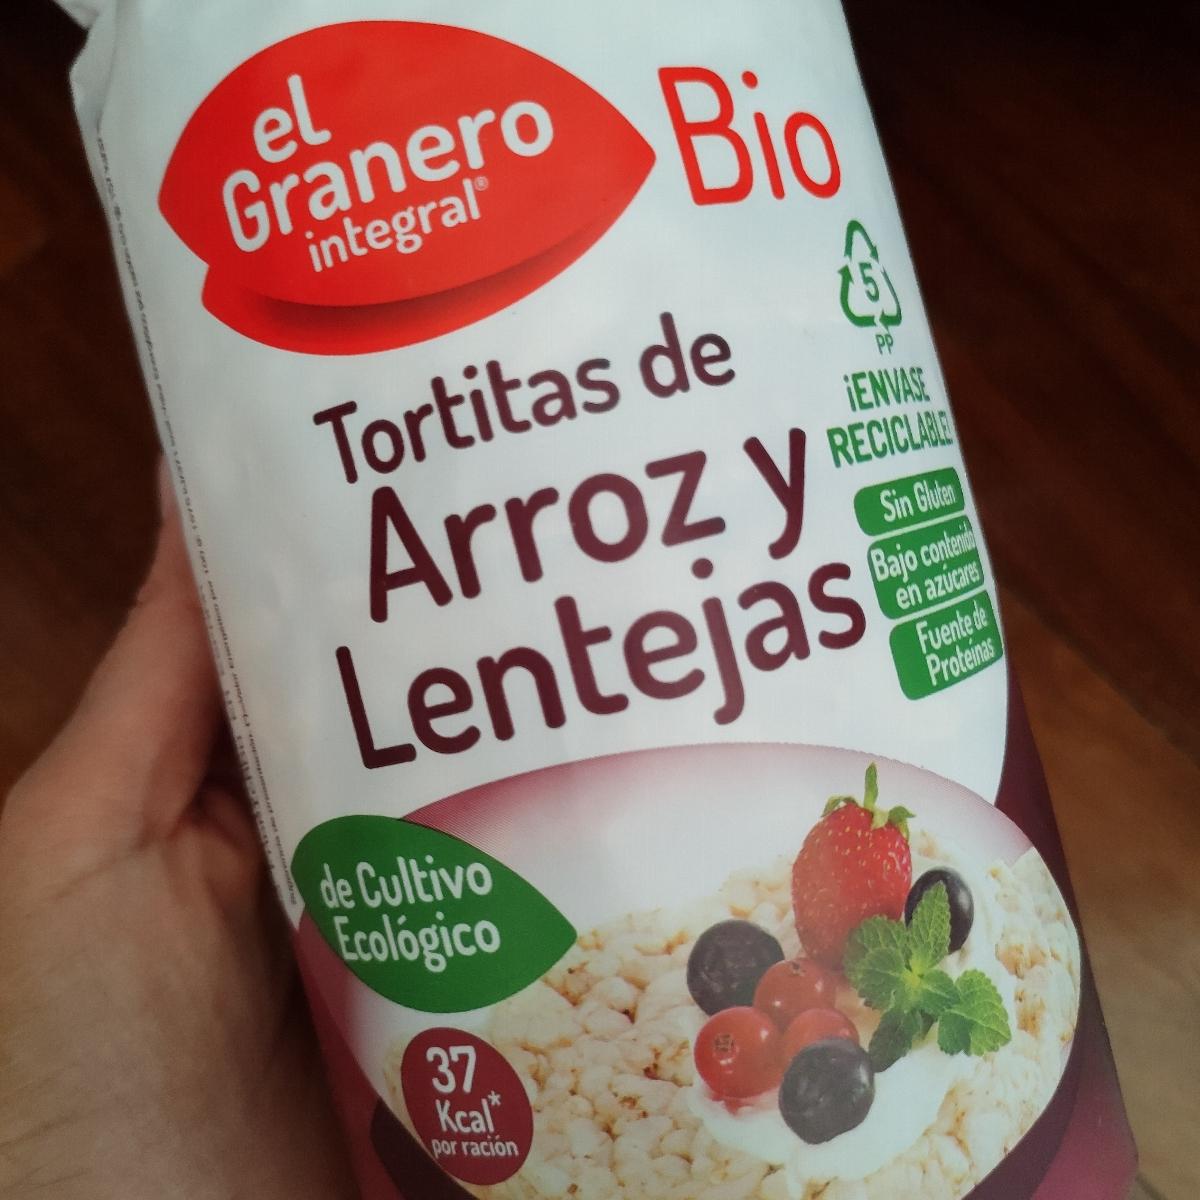 el
Granero
integral®
Bio
5
PP
¡ENVASE
RECICLABLE!
Tortitas de
Arroz y
Lentejas
Sin Gluten
Bajo contenido
en azúcares
Fuente de
Proteínas
de Cultivo
Ecológico
37
Kcal*
por ración